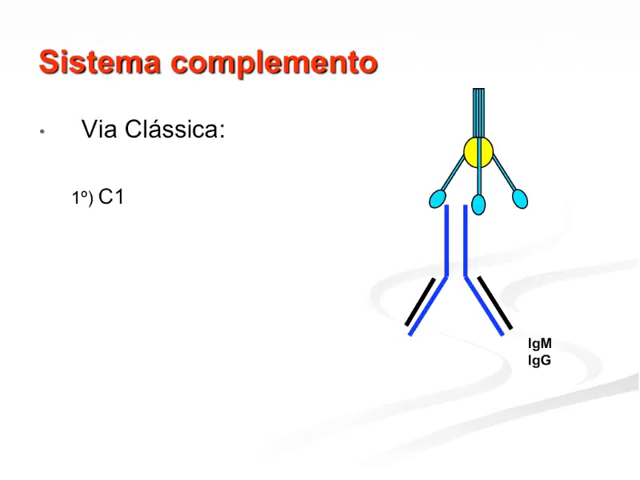 Sistema complemento
• Via Clássica:
1º) C1
IgM
IgG